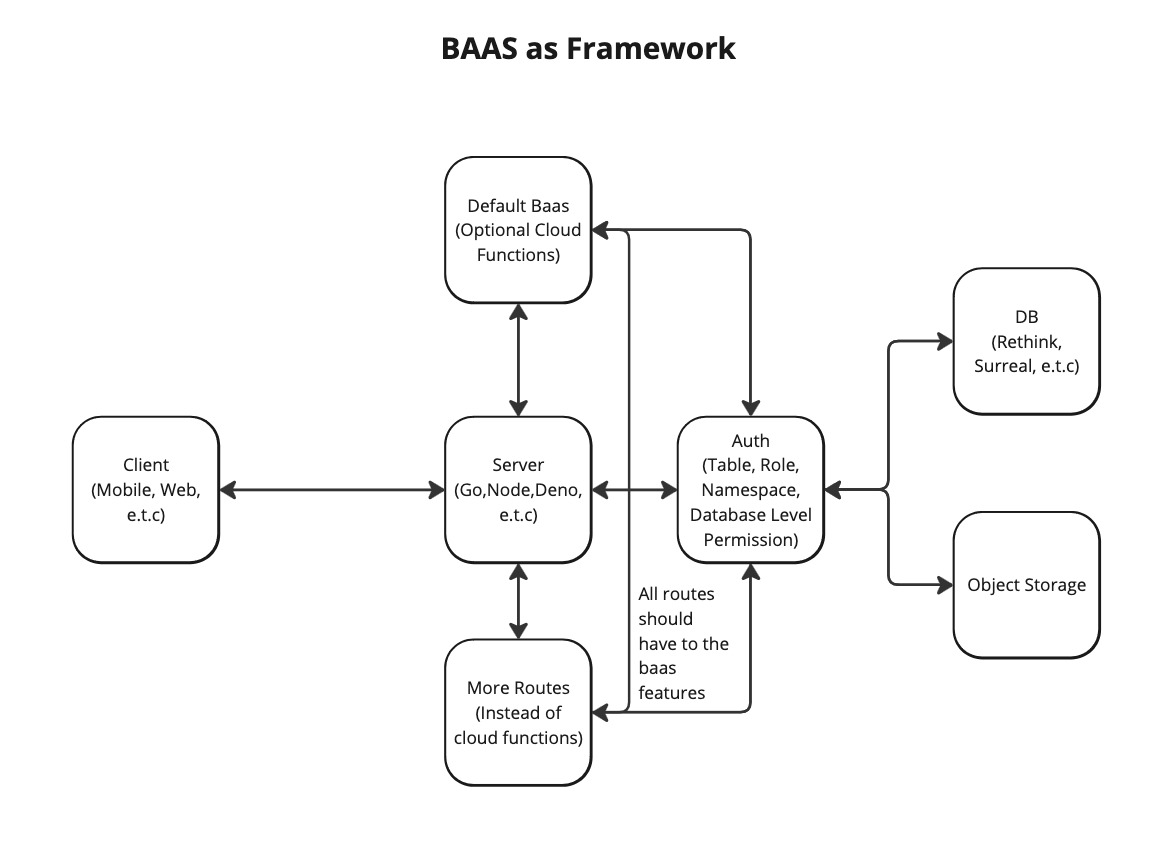 BAAS as Framework
Default Baas
(Optional Cloud
Functions)
DB
(Rethink,
Surreal, e.t.c)
Client
(Mobile, Web,
e.t.c)
Server
(Go,Node,Deno,
e.t.c)
Auth
(Table, Role,
Namespace,
Database Level
Permission)
Object Storage
All routes
should
have to the
baas
features
More Routes
(Instead of
cloud functions)